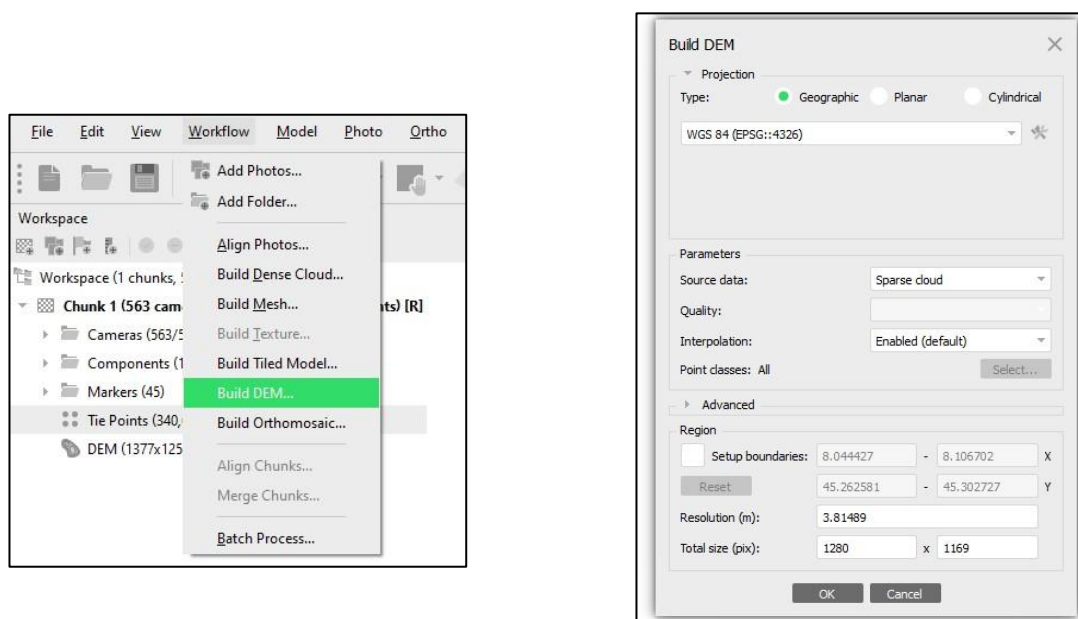 File Edit View Workflow Model Photo Ortho
Add Photos...
Add Folder...
Workspace
Align Photos...
Workspace (1 chunks,
Build Dense Cloud...
Chunk 1 (563 cam
Build Mesh...
ts) [R]
Cameras (563/5
Build Texture...
Components (1
Build Tiled Model...
Markers (45)
Build DEM...
Tie Points (340,
Build Orthomosaic...
DEM (1377x125
Align Chunks...
Merge Chunks...
Batch Process...
Build DEM
Projection
Type: Geographic Planar Cylindrical
WGS 84 (EPSG::4326)
Parameters
Source data: Sparse cloud
Quality:
Interpolation: Enabled (default)
Point classes: All Select...
Advanced
Region
Setup boundaries: 8.044427 - 8.106702 X
Reset 45.262581 - 45.302727 Y
Resolution (m): 3.81489
Total size (pix): 1280 x 1169
OK Cancel